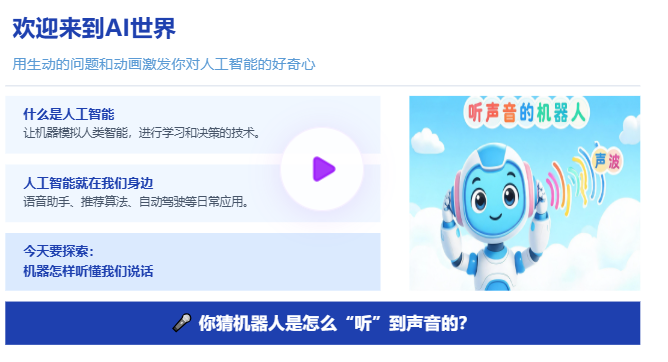 欢迎来到AI世界
用生动的问题和动画激发你对人工智能的好奇心
什么是人工智能
让机器模拟人类智能，进行学习和决策的技术。
人工智能就在我们身边
语音助手、推荐算法、自动驾驶等日常应用。
今天要探索：
机器怎样听懂我们说话
听声音的机器人
声波
🎤 你猜机器人是怎么“听”到声音的？